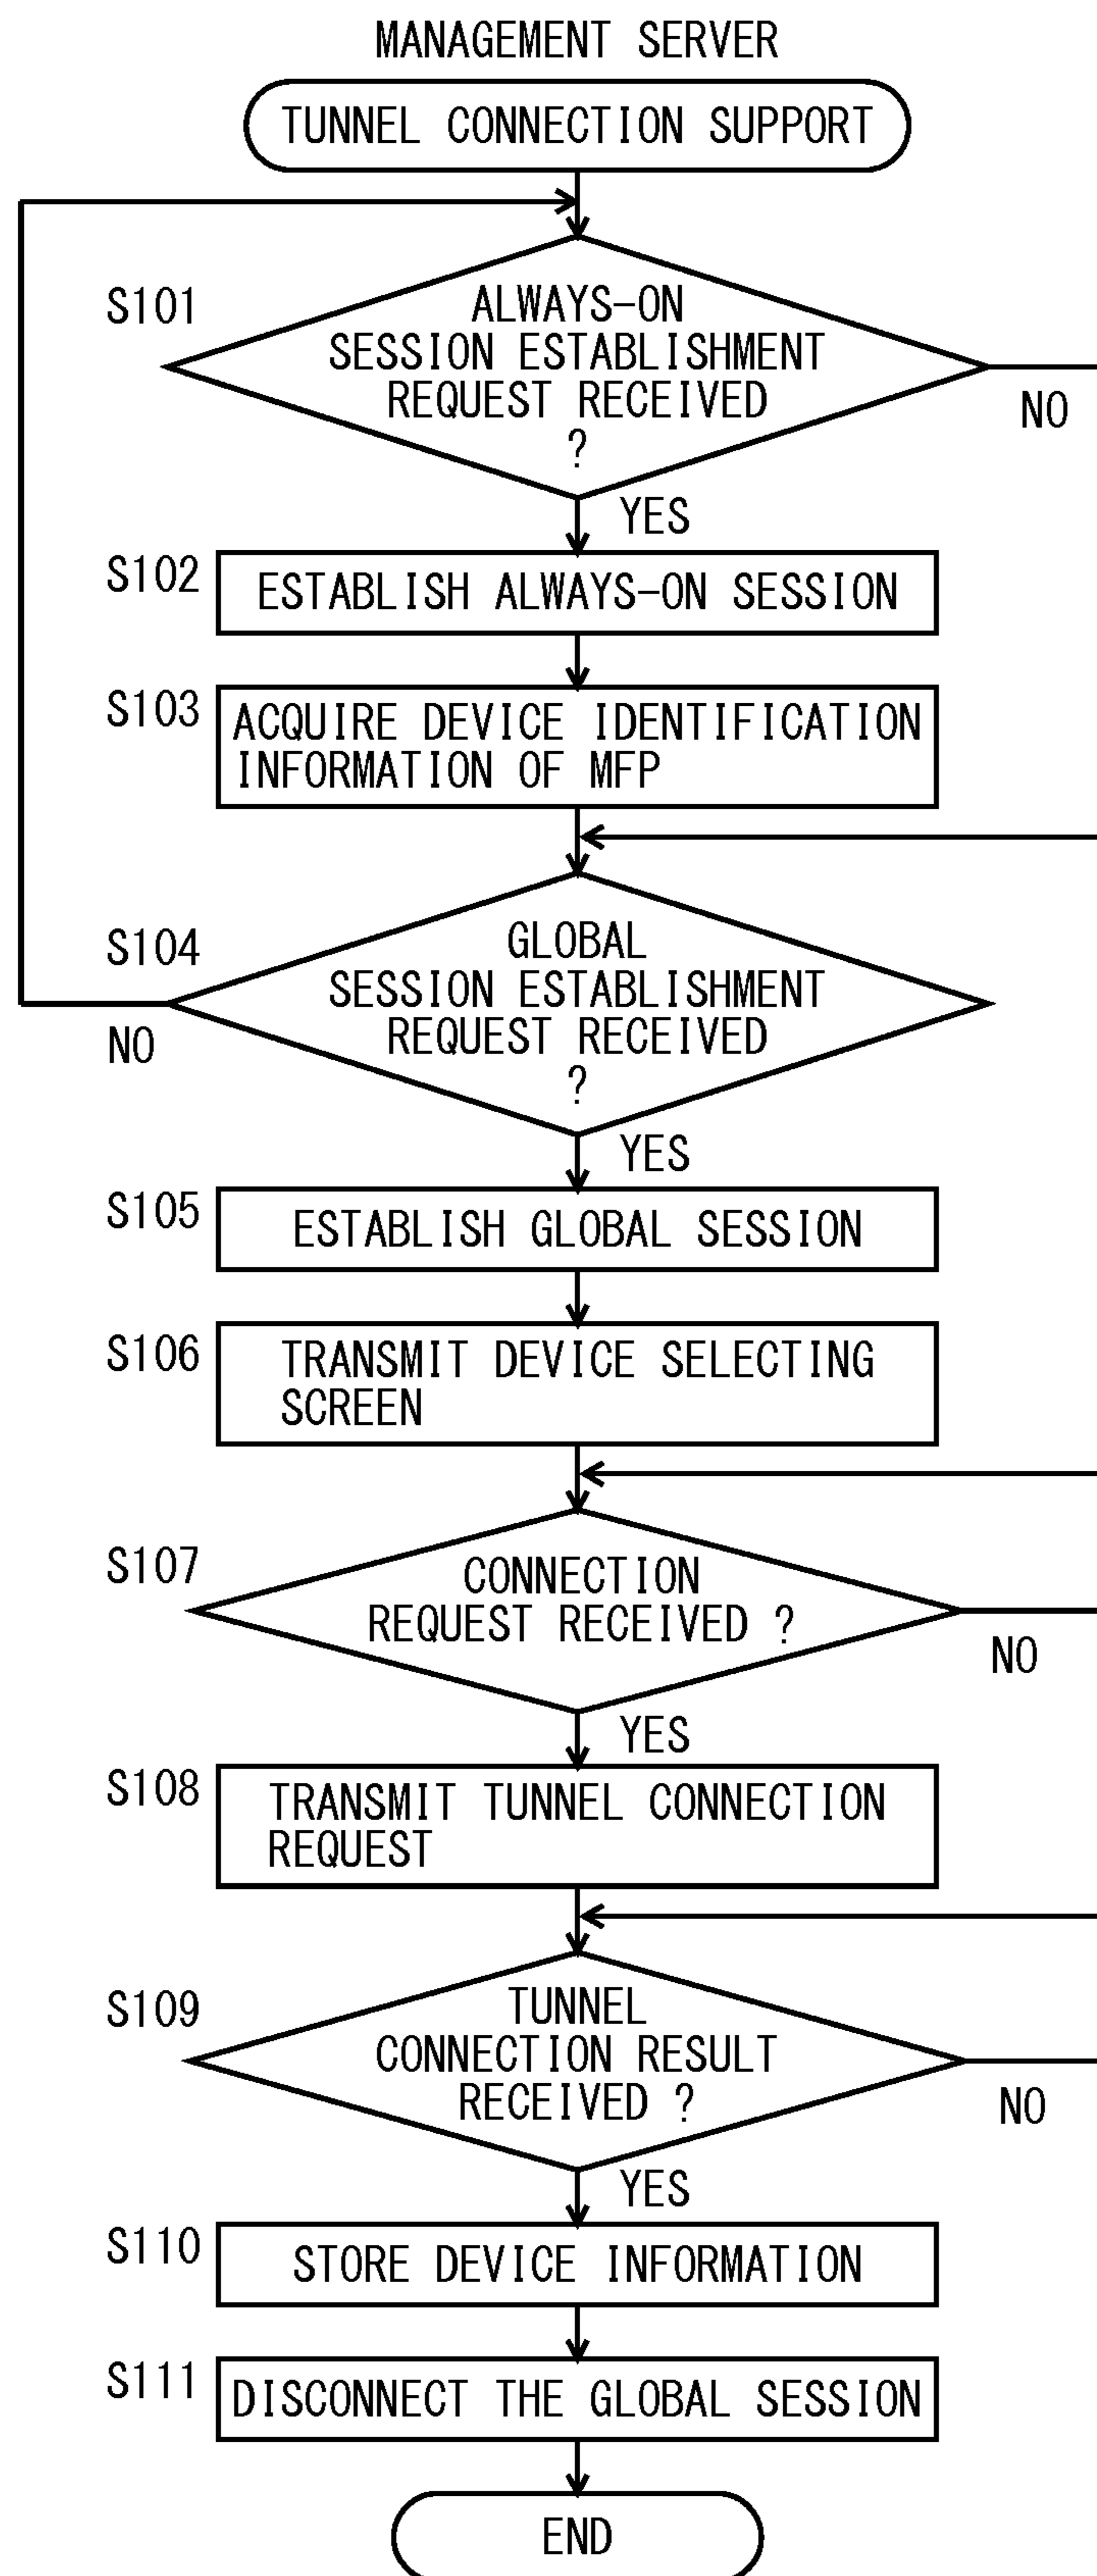 MANAGEMENT SERVER
TUNNEL CONNECTION SUPPORT
S101
ALWAYS-ON
SESSION ESTABLISHMENT
REQUEST RECEIVED
?
NO
YES
S102
ESTABLISH ALWAYS-ON SESSION
S103
ACQUIRE DEVICE IDENTIFICATION
INFORMATION OF MFP
S104
GLOBAL
SESSION ESTABLISHMENT
REQUEST RECEIVED
?
NO
YES
S105
ESTABLISH GLOBAL SESSION
S106
TRANSMIT DEVICE SELECTING
SCREEN
S107
CONNECTION
REQUEST RECEIVED ?
NO
YES
S108
TRANSMIT TUNNEL CONNECTION
REQUEST
S109
TUNNEL
CONNECTION RESULT
RECEIVED ?
NO
YES
S110
STORE DEVICE INFORMATION
S111
DISCONNECT THE GLOBAL SESSION
END